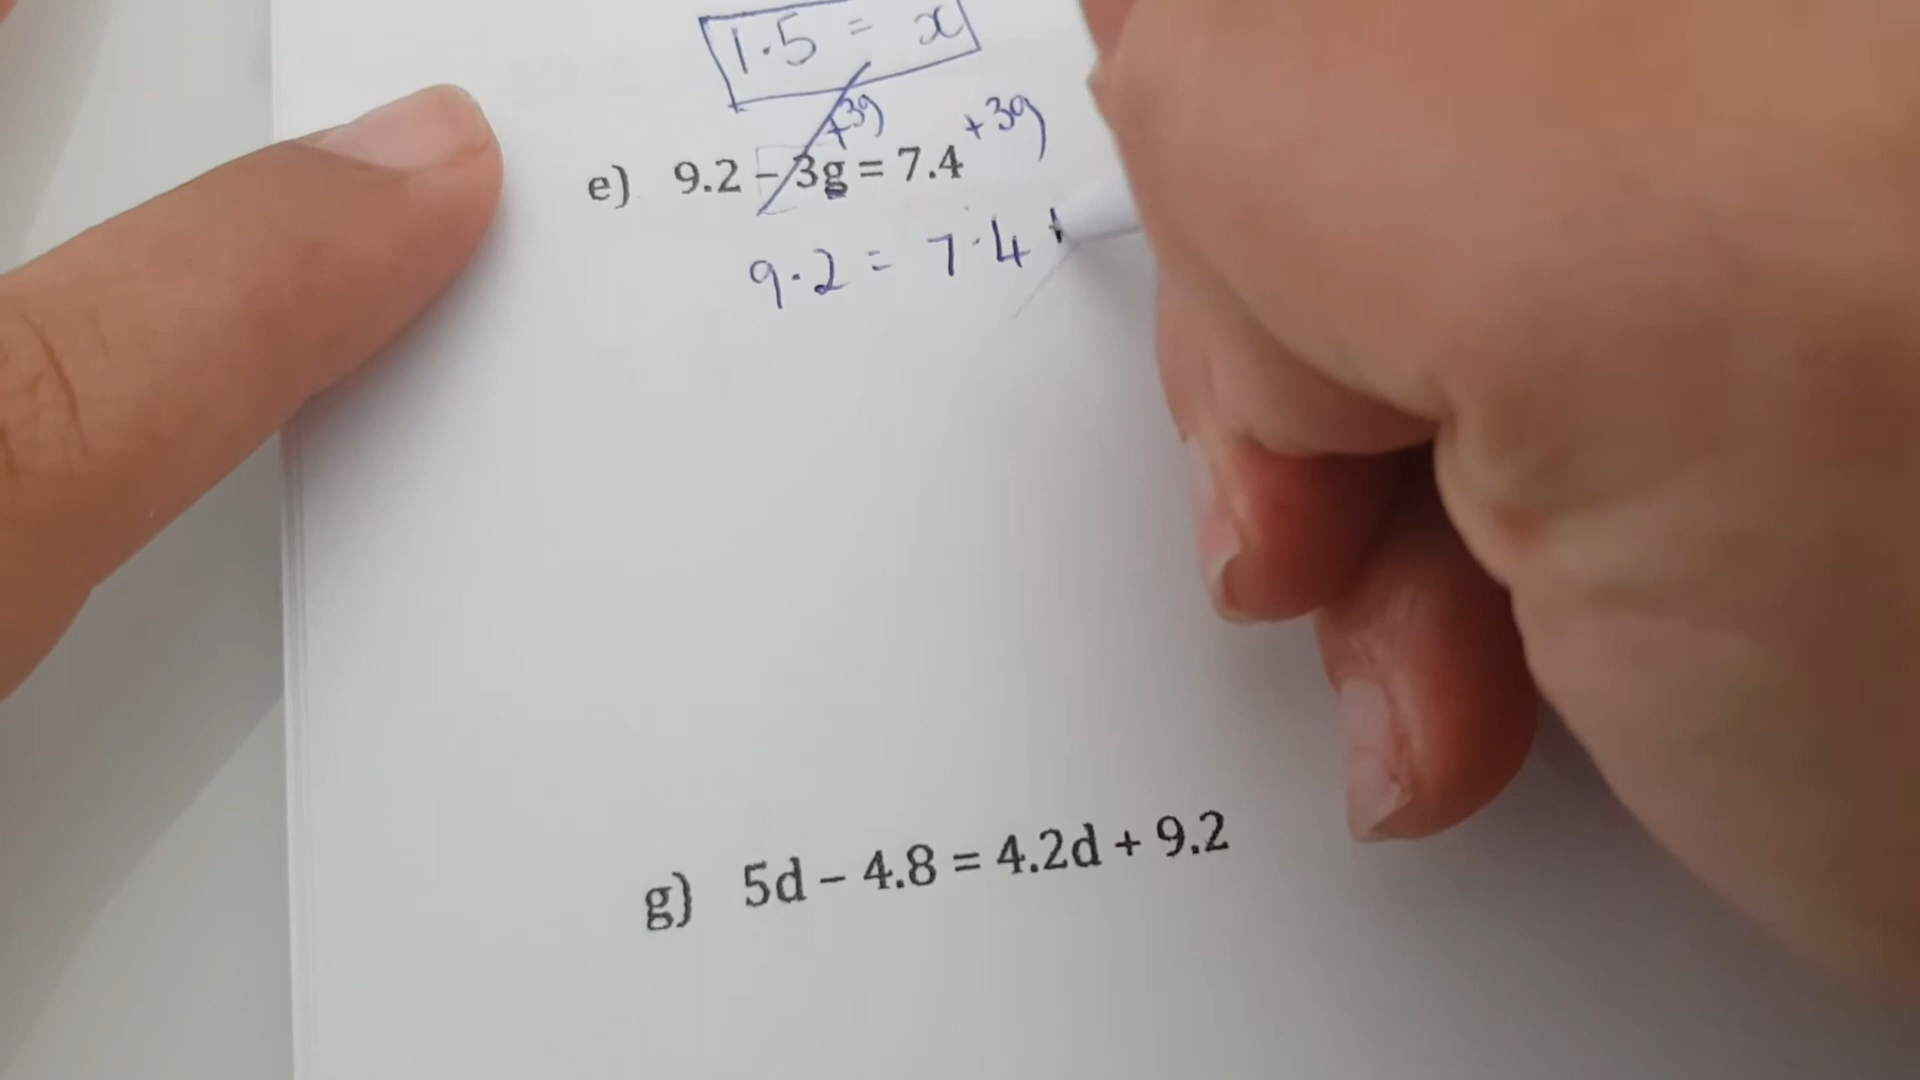 1.5 = x
+3g +3g
e) 9.2 – 3g = 7.4
9.2 = 7.4 +
g) 5d – 4.8 = 4.2d + 9.2